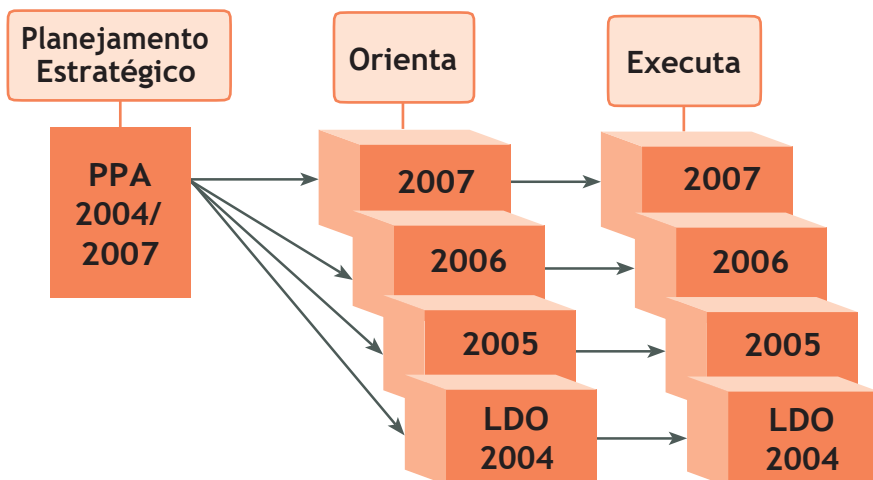 Planejamento
Estratégico
Orienta
Executa
PPA
2004/
2007
2007
2006
2005
LDO
2004
2007
2006
2005
LDO
2004